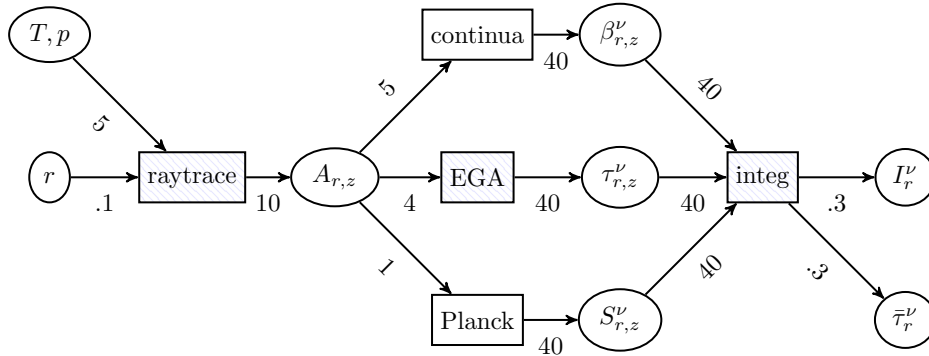 T, p
continua
β^ν_{r,z}
5
40
5
40
r
.1
raytrace
10
A_{r,z}
4
EGA
40
τ^ν_{r,z}
40
integ
.3
I^ν_r
1
40
.3
Planck
40
S^ν_{r,z}
τ̄^ν_r